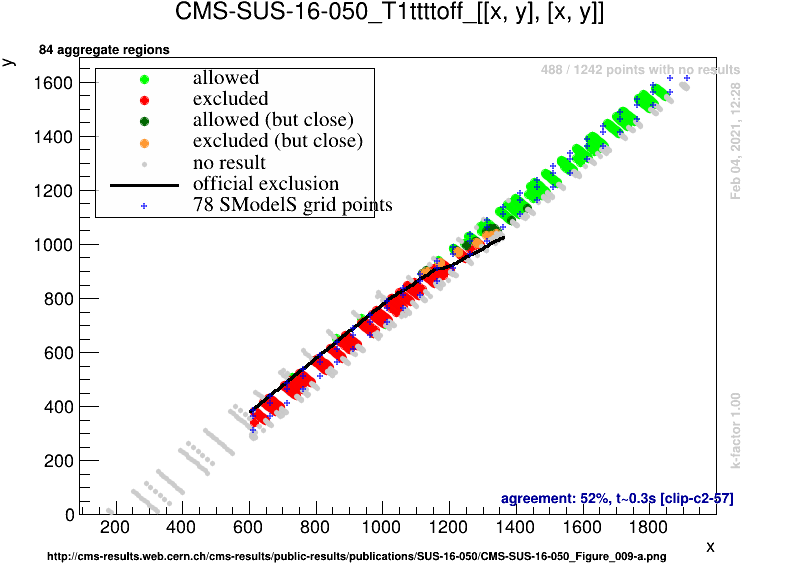 CMS-SUS-16-050_T1ttttoff_[[x, y], [x, y]]
y
84 aggregate regions
488 / 1242 points with no results
allowed
excluded
allowed (but close)
excluded (but close)
no result
official exclusion
78 SModelS grid points
Feb 04, 2021, 12:28
k-factor 1.00
1600
1400
1200
1000
800
600
400
200
0
agreement: 52%, t~0.3s [clip-c2-57]
200 400 600 800 1000 1200 1400 1600 1800
x
http://cms-results.web.cern.ch/cms-results/public-results/publications/SUS-16-050/CMS-SUS-16-050_Figure_009-a.png